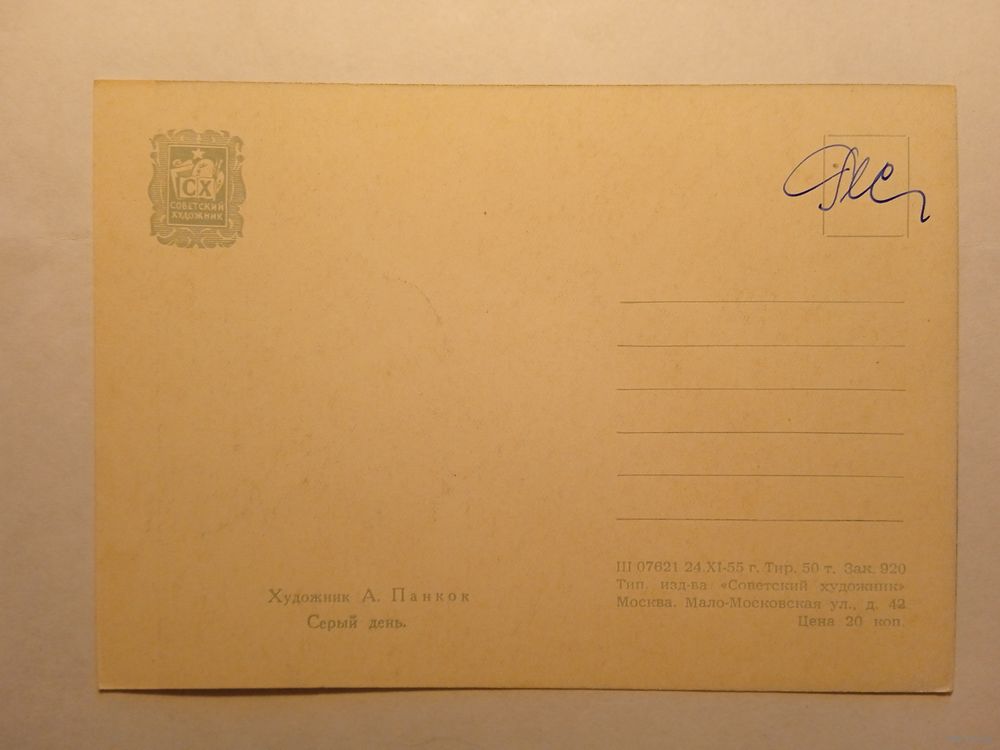 СХ
СОВЕТСКИЙ
ХУДОЖНИК
Художник А. Панкок
Серый день.
Ш 07621 24.XI-55 г. Тир. 50 т. Зак. 920
Тип. изд-ва «Советский художник»
Москва. Мало-Московская ул., д. 42
Цена 20 коп.